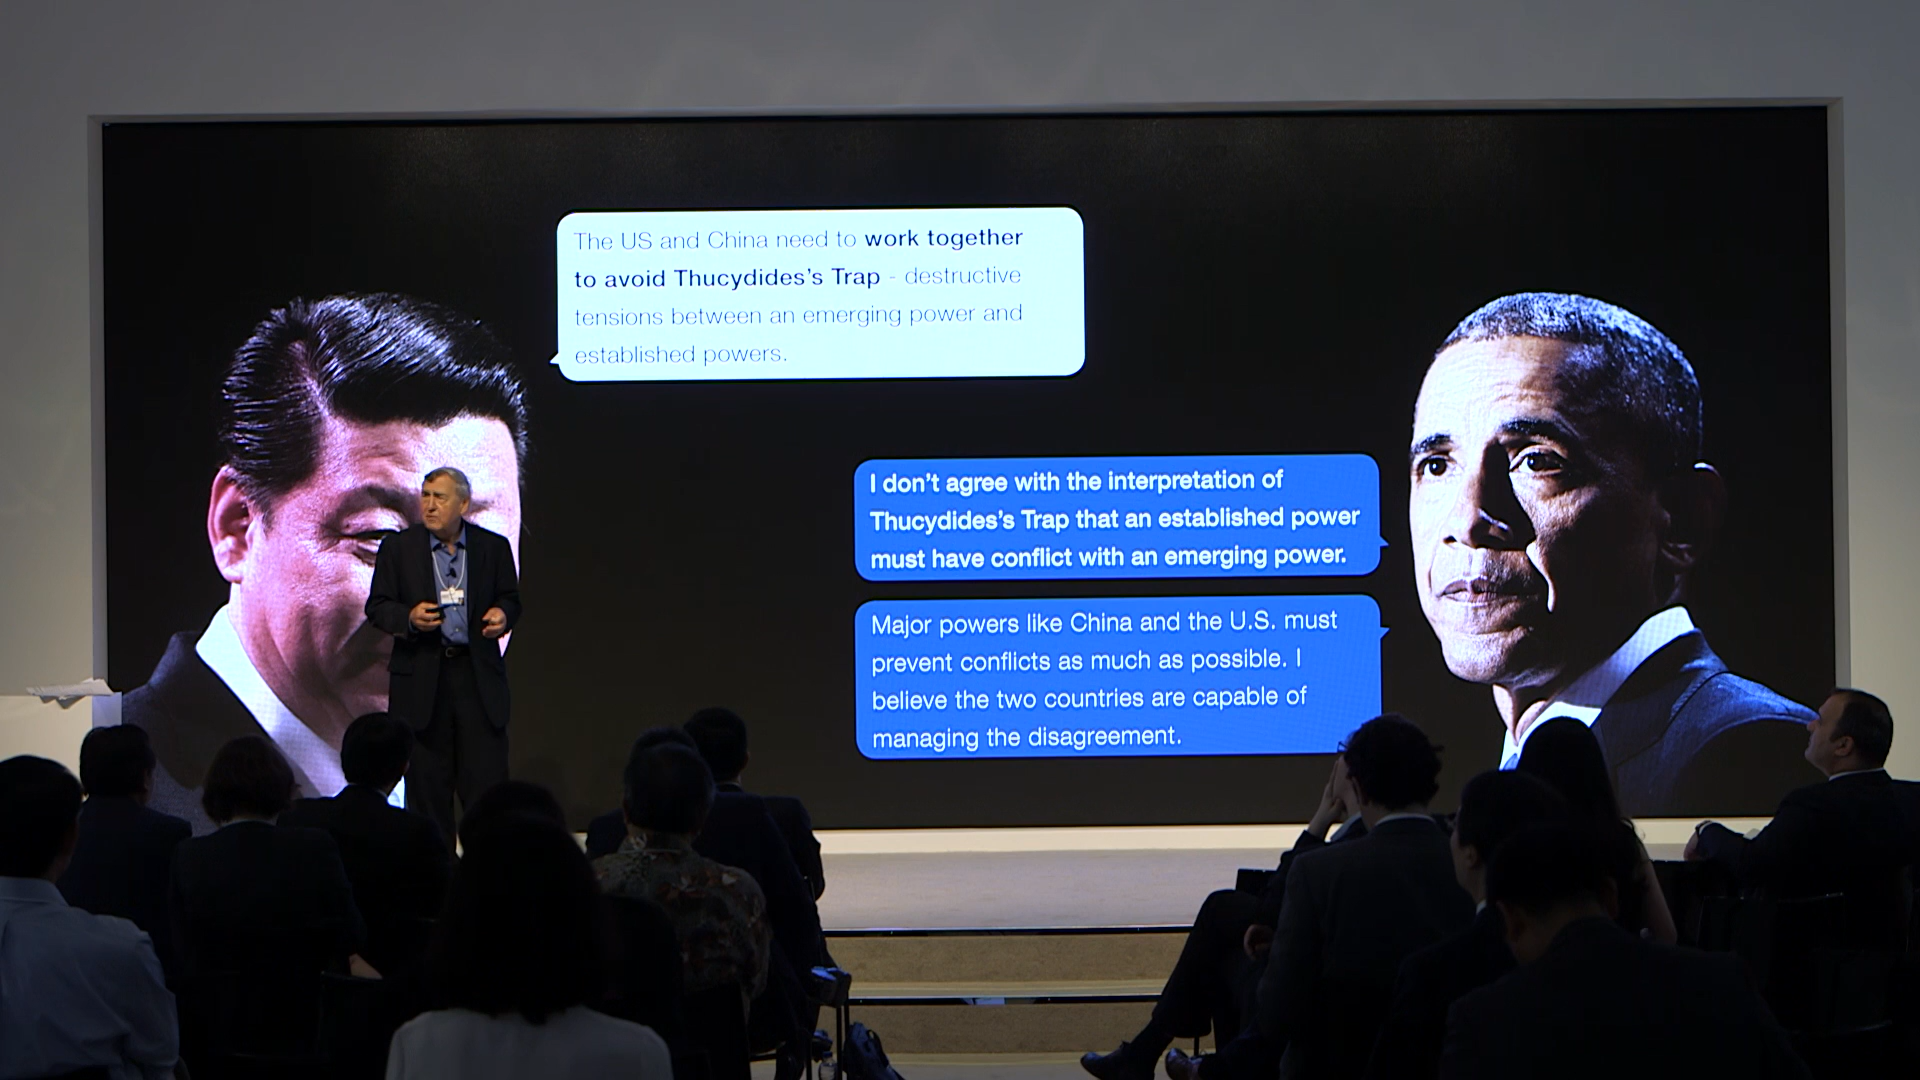 The US and China need to work together
to avoid Thucydides's Trap - destructive
tensions between an emerging power and
established powers.
I don't agree with the interpretation of
Thucydides's Trap that an established power
must have conflict with an emerging power.
Major powers like China and the U.S. must
prevent conflicts as much as possible. I
believe the two countries are capable of
managing the disagreement.